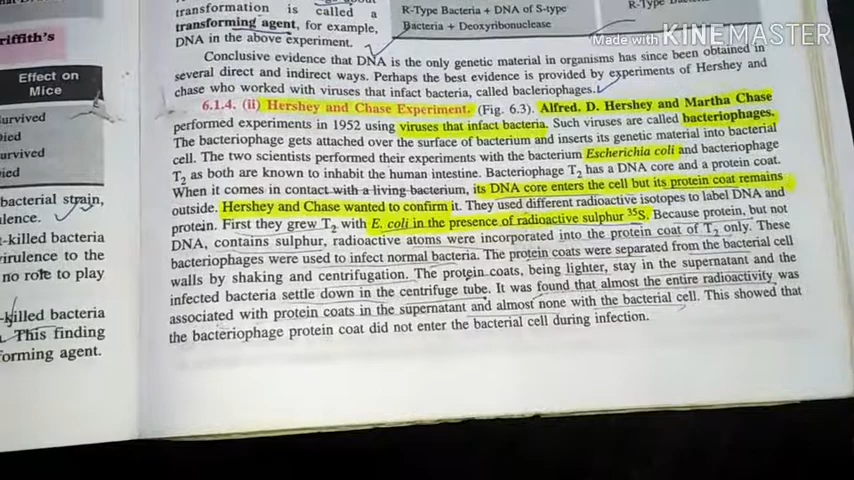 transformation is called a
transforming agent, for example,
DNA in the above experiment.
R-Type Bacteria + DNA of S-type
Bacteria + Deoxyribonuclease
R-Type
Made with KINEMASTER
riffith's
Effect on
Mice
urvived
Died
urvived
ied
bacterial strain,
lence.
t-killed bacteria
virulence to the
no role to play
-killed bacteria
This finding
orming agent.
Conclusive evidence that DNA is the only genetic material in organisms has since been obtained in
several direct and indirect ways. Perhaps the best evidence is provided by experiments of Hershey and
chase who worked with viruses that infect bacteria, called bacleriophages.
6.1.4. (ii) Hershey and Chase Experiment. (Fig. 6.3). Alfred. D. Hershey and Martha Chase
performed experiments in 1952 using viruses that infact bacteria. Such viruses are called bacteriophages.
The bacteriophage gets attached over the surface of bacterium and inserts its genetic material into bacterial
cell. The two scientists performed their experiments with the bacterium Escherichia coli and bacteriophage
T2 as both are known to inhabit the human intestine. Bacteriophage T2 has a DNA core and a protein coat.
When it comes in contact with a living bacterium, its DNA core enters the cell but its protein coat remains
outside. Hershey and Chase wanted to confirm it. They used different radioactive isotopes to label DNA and
protein. First they grew T2 with E. coli in the presence of radioactive sulphur 35S. Because protein, but not
DNA, contains sulphur, radioactive atoms were incorporated into the protein coat of T2 only. These
bacteriophages were used to infect normal bacteria. The protein coats were separated from the bacterial cell
walls by shaking and centrifugation. The protein coats, being lighter, stay in the supernatant and the
infected bacteria settle down in the centrifuge tube. It was found that almost the entire radioactivity was
associated with protein coats in the supernatant and almost none with the bacterial cell. This showed that
the bacteriophage protein coat did not enter the bacterial cell during infection.